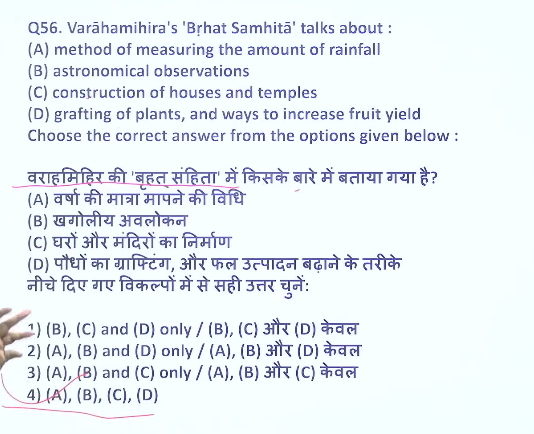 Q56. Varāhamihira's 'Bṛhat Samhitā' talks about :
(A) method of measuring the amount of rainfall
(B) astronomical observations
(C) construction of houses and temples
(D) grafting of plants, and ways to increase fruit yield
Choose the correct answer from the options given below :
वराहमिहिर की 'बृहत् संहिता' में किसके बारे में बताया गया है?
(A) वर्षा की मात्रा मापने की विधि
(B) खगोलीय अवलोकन
(C) घरों और मंदिरों का निर्माण
(D) पौधों का ग्राफ्टिंग, और फल उत्पादन बढ़ाने के तरीके
नीचे दिए गए विकल्पों में से सही उत्तर चुनें:
1) (B), (C) and (D) only / (B), (C) और (D) केवल
2) (A), (B) and (D) only / (A), (B) और (D) केवल
3) (A), (B) and (C) only / (A), (B) और (C) केवल
4) (A), (B), (C), (D)